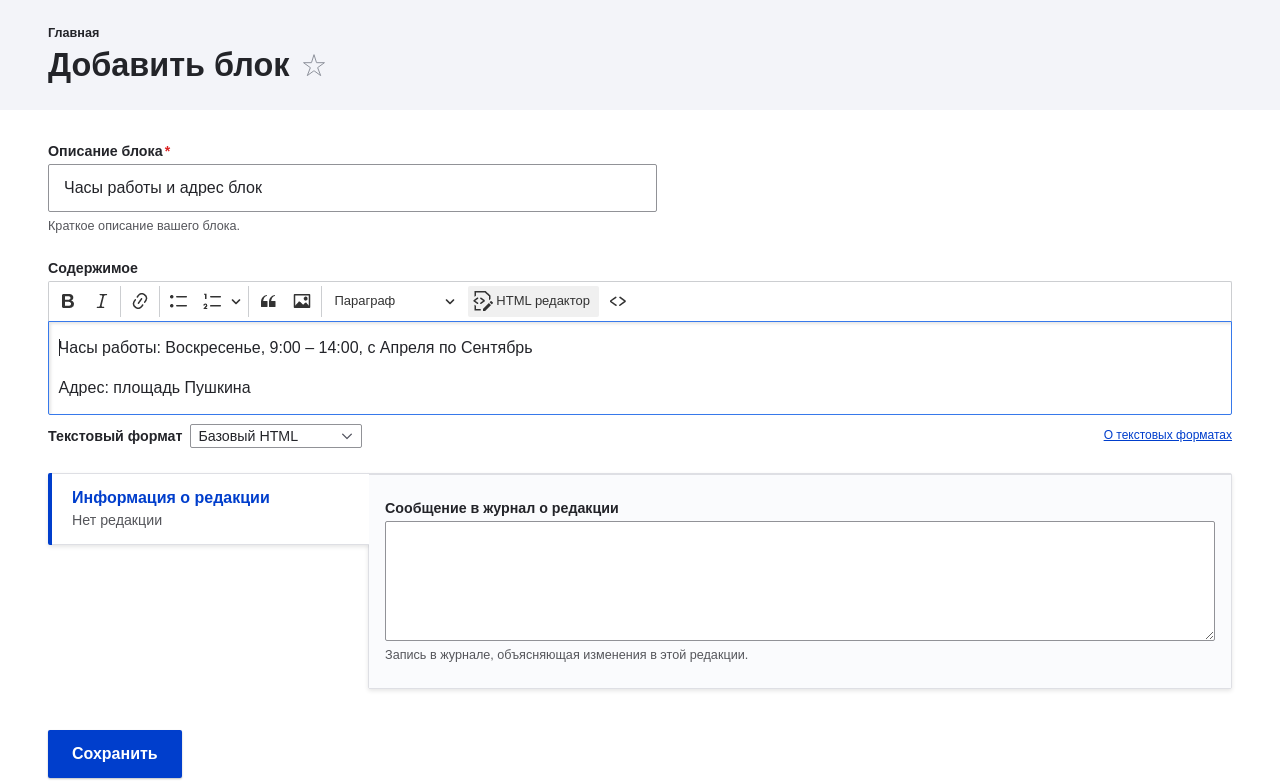 Главная
Добавить блок
Описание блока*
Часы работы и адрес блок
Краткое описание вашего блока.
Содержимое
Параграф HTML редактор
Часы работы: Воскресенье, 9:00 – 14:00, с Апреля по Сентябрь
Адрес: площадь Пушкина
Текстовый формат Базовый HTML О текстовых форматах
Информация о редакции
Нет редакции
Сообщение в журнал о редакции
Запись в журнале, объясняющая изменения в этой редакции.
Сохранить